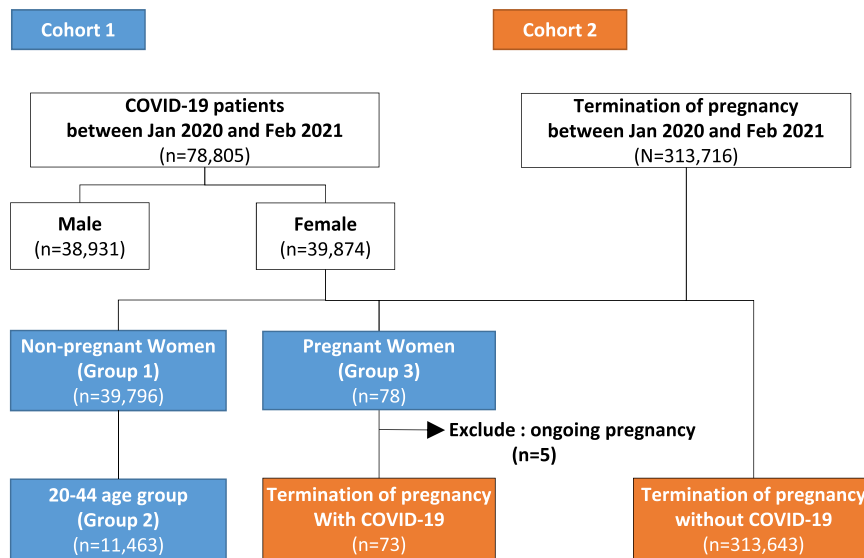 Cohort 1
Cohort 2
COVID-19 patients
between Jan 2020 and Feb 2021
(n=78,805)
Termination of pregnancy
between Jan 2020 and Feb 2021
(N=313,716)
Male
(n=38,931)
Female
(n=39,874)
Non-pregnant Women
(Group 1)
(n=39,796)
Pregnant Women
(Group 3)
(n=78)
Exclude : ongoing pregnancy
(n=5)
20-44 age group
(Group 2)
(n=11,463)
Termination of pregnancy
With COVID-19
(n=73)
Termination of pregnancy
without COVID-19
(n=313,643)